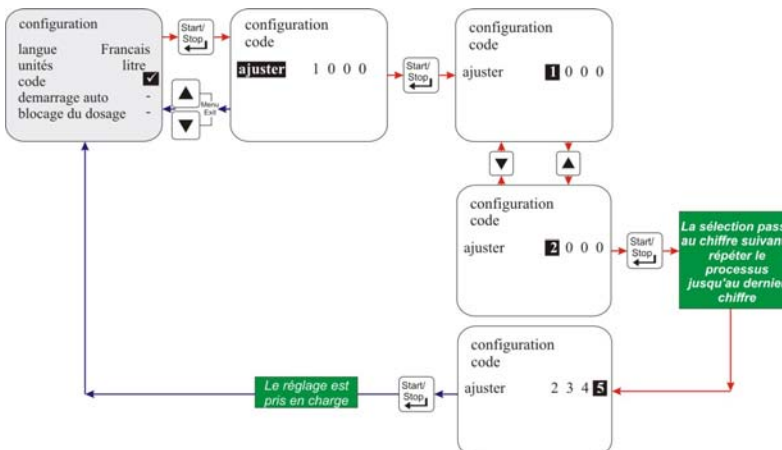 configuration
langue Francais
unités litre
code ✓
demarrage auto -
blocage du dosage -
Start/
Stop
Menu
Exit
configuration
code
ajuster 1 0 0 0
Start/
Stop
configuration
code
ajuster 1 0 0 0
configuration
code
ajuster 2 0 0 0
Start/
Stop
La sélection pass
au chiffre suivan
répéter le
processus
jusqu'au dernie
chiffre
configuration
code
ajuster 2 3 4 5
Start/
Stop
Le réglage est
pris en charge